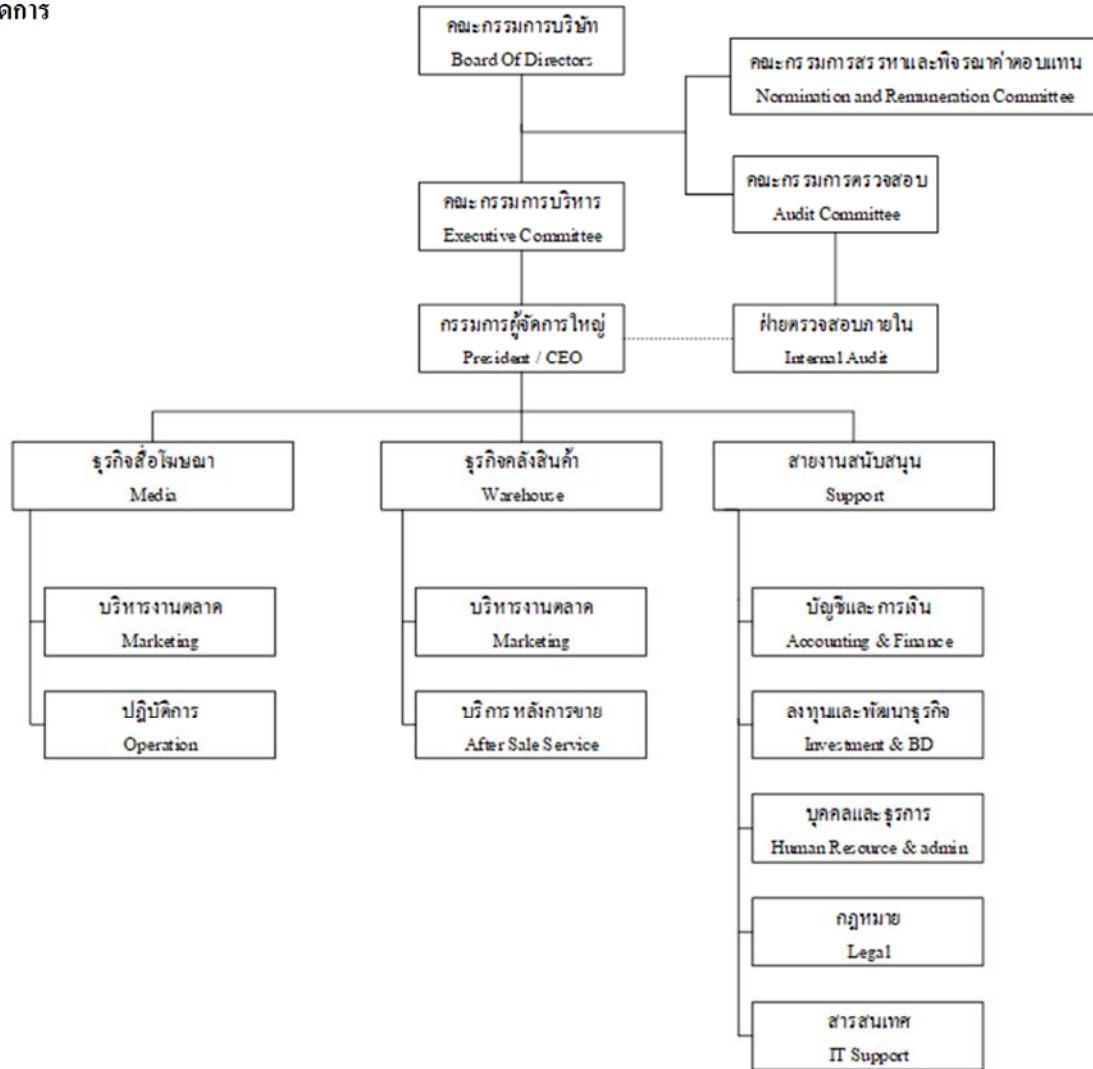 ดการ
คณะกรรมการบริษัท
Board Of Directors
คณะกรรมการสรรหาและพิจรณาค่าตอบแทน
Normination and Remuneration Committee
คณะกรรมการบริหาร
Executive Committee
คณะกรรมการตรวจสอบ
Audit Committee
กรรมการผู้จัดการใหญ่
President / CEO
ฝ่ายตรวจสอบภายใน
Internal Audit
ธุรกิจสื่อโฆษณา
Media
ธุรกิจคลังสินค้า
Warehouse
สายงานสนับสนุน
Support
บริหารงานตลาด
Marketing
บริหารงานตลาด
Marketing
บัญชีและการเงิน
Accounting & Finance
ปฎิบัติการ
Operation
บริการหลังการขาย
After Sale Service
ลงทุนและพัฒนาธุรกิจ
Investment & BD
บุคคลและธุรการ
Human Resource & admin
กฎหมาย
Legal
สารสนเทศ
IT Support